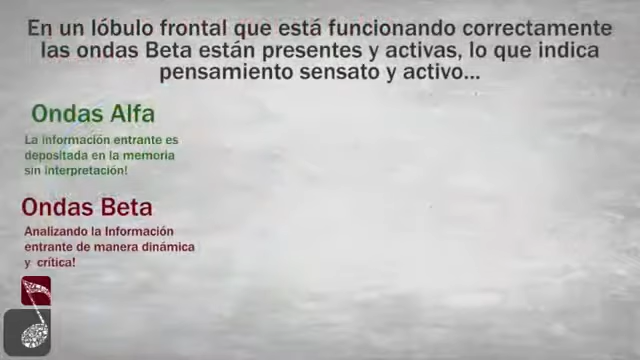 En un lóbulo frontal que está funcionando correctamente
las ondas Beta están presentes y activas, lo que indica
pensamiento sensato y activo...
Ondas Alfa
La información entrante es
depositada en la memoria
sin interpretación!
Ondas Beta
Analizando la Información
entrante de manera dinámica
y crítica!